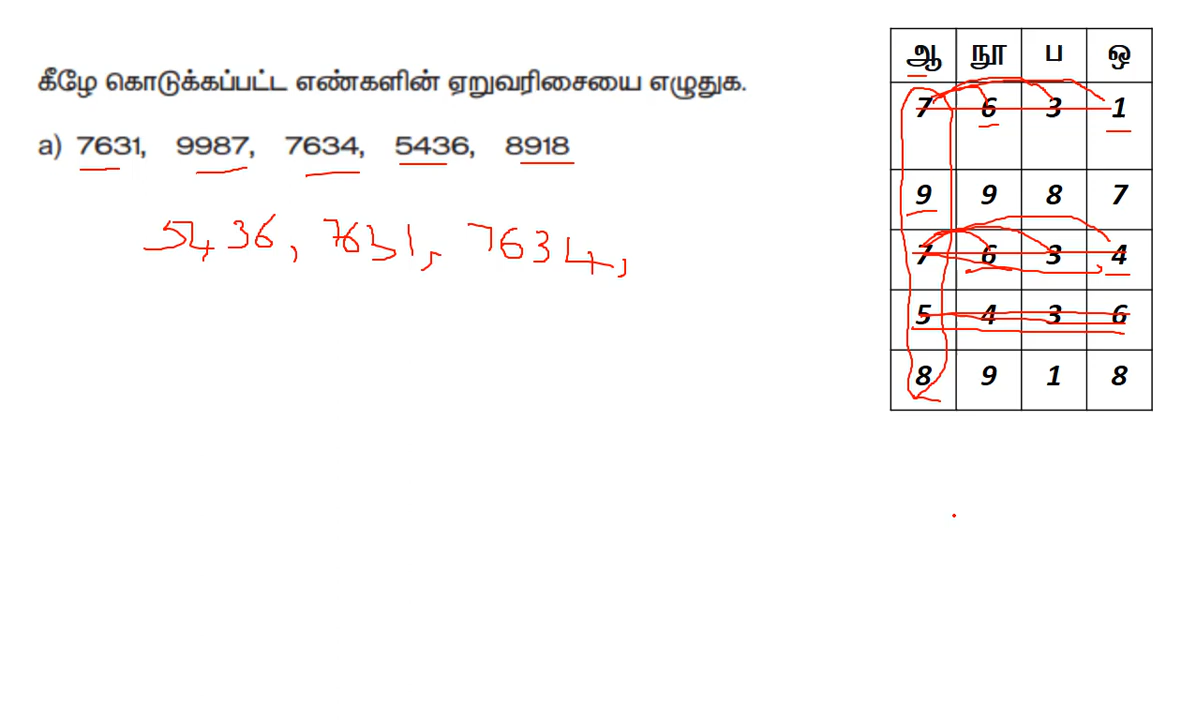 கீழே கொடுக்கப்பட்ட எண்களின் ஏறுவரிசையை எழுதுக.
a) 7631, 9987, 7634, 5436, 8918
5436, 7631, 7634,
ஆ நூ ப ஒ
7 6 3 1
9 9 8 7
7 6 3 4
5 4 3 6
8 9 1 8